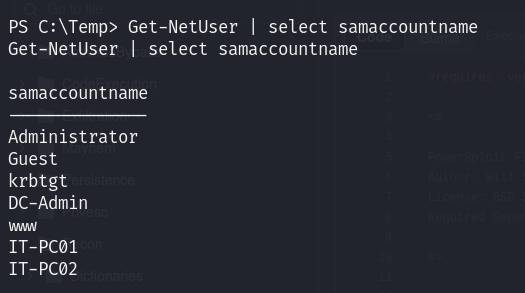 PS C:\Temp> Get-NetUser | select samaccountname
Get-NetUser | select samaccountname
samaccountname
--------------
Administrator
Guest
krbtgt
DC-Admin
www
IT-PC01
IT-PC02